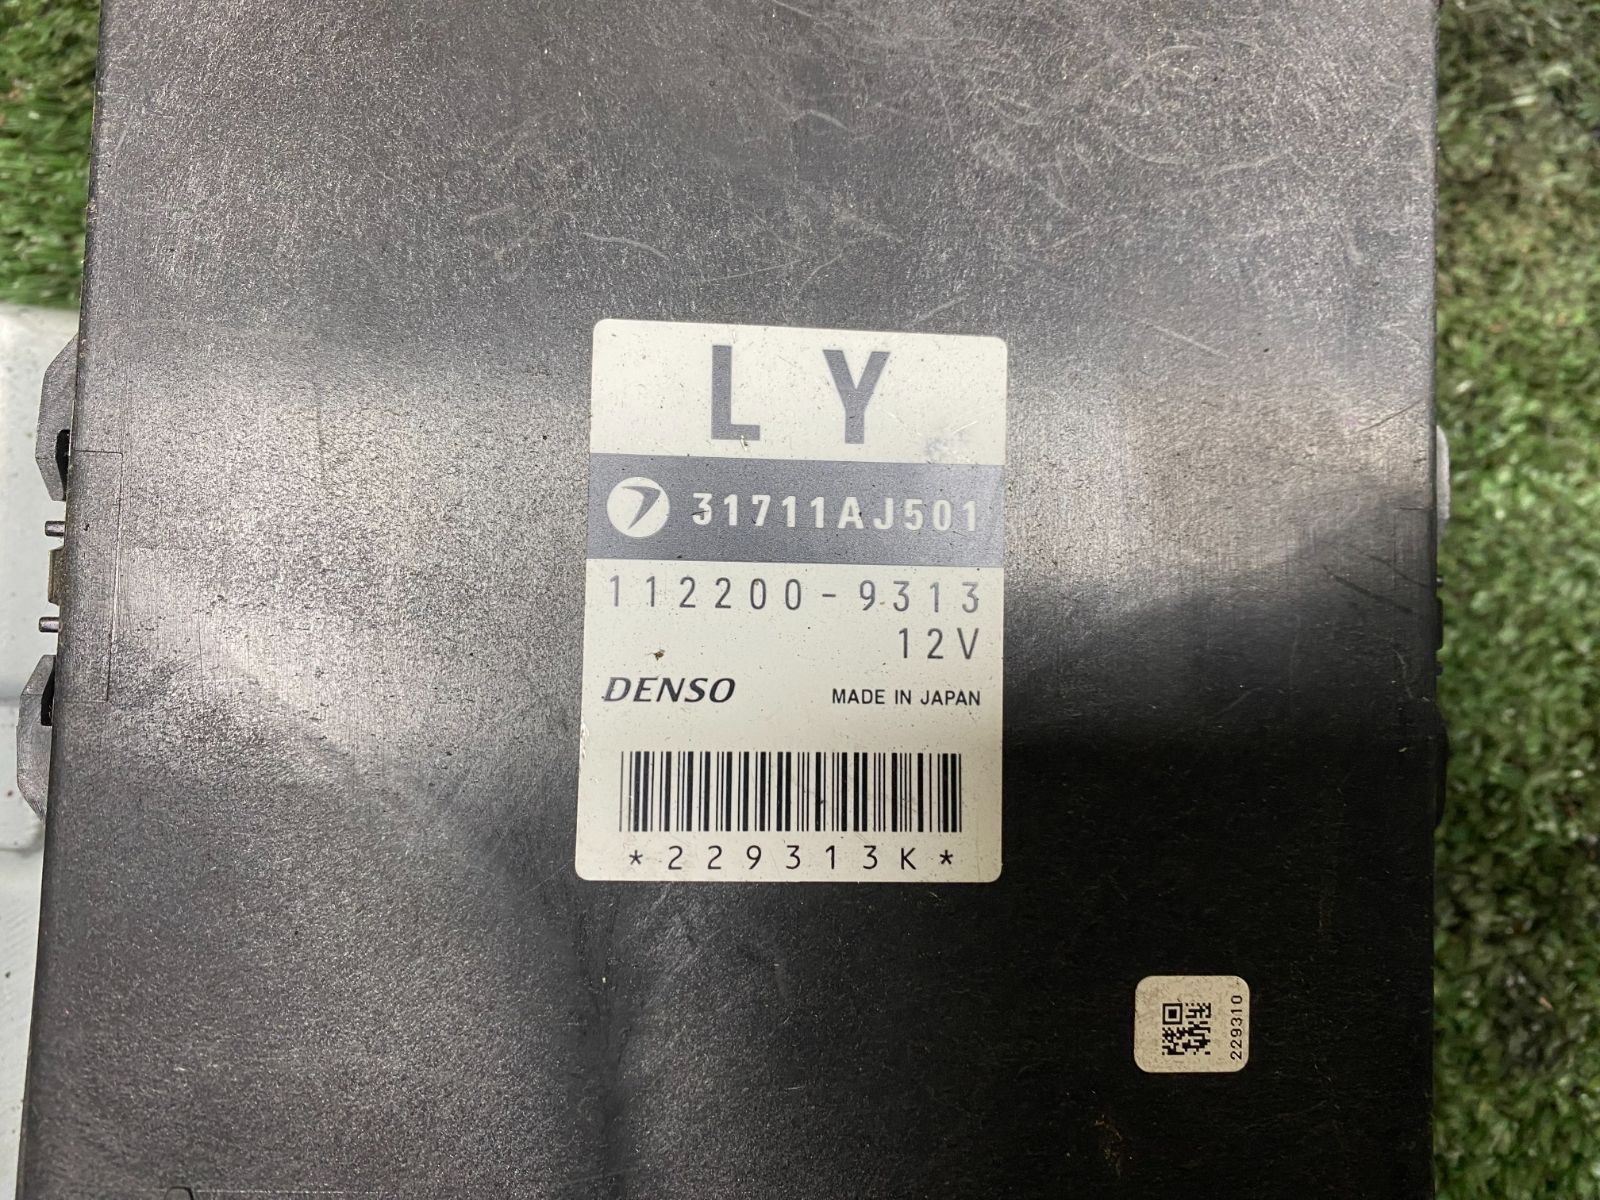 LY
31711AJ501
112200-9313
12V
DENSO
MADE IN JAPAN
*229313K*
229310